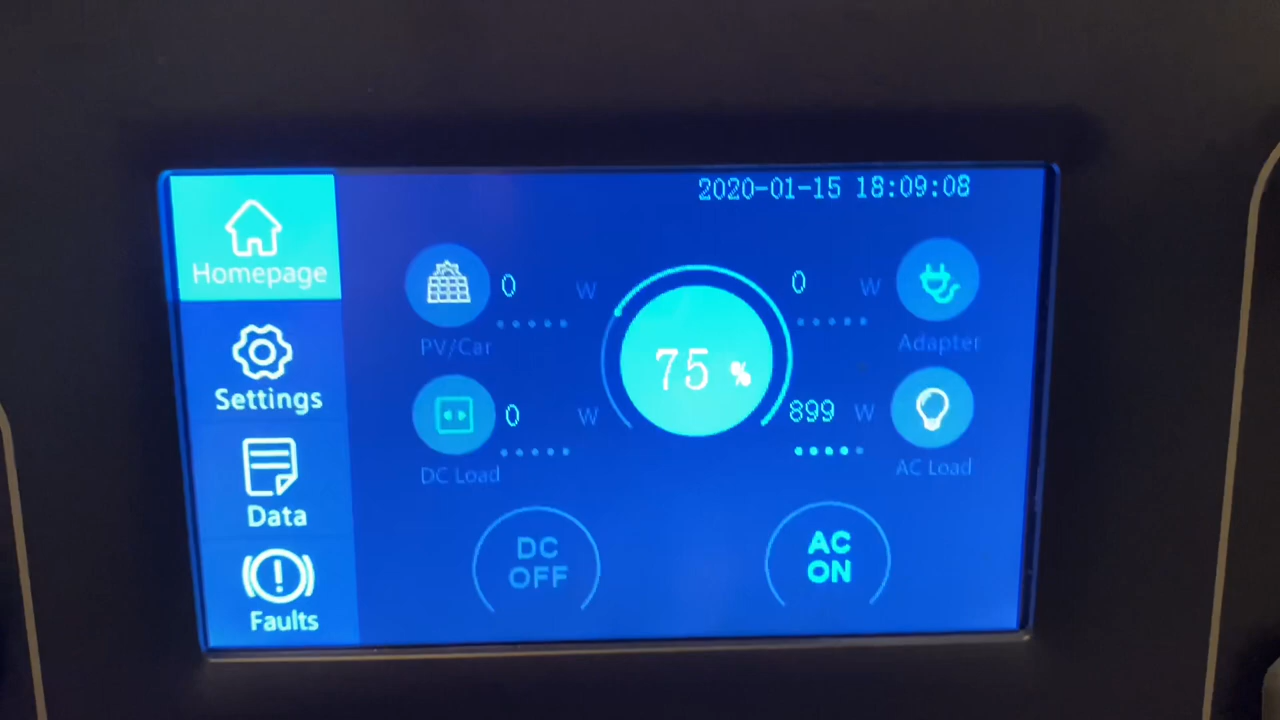 2020-01-15 18:09:08
Homepage
Settings
Data
Faults
0 W
PV/Car
0 W
Adapter
75 %
0 W
DC Load
899 W
AC Load
DC
OFF
AC
ON